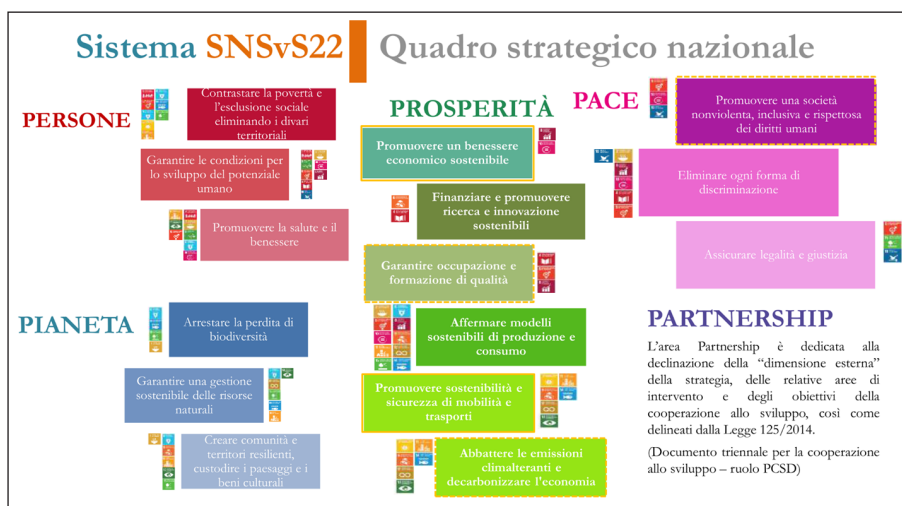 Sistema SNSvS22 Quadro strategico nazionale
PERSONE
Contrastare la povertà e
l'esclusione sociale
eliminando i divari
territoriali
Garantire le condizioni per
lo sviluppo del potenziale
umano
Promuovere la salute e il
benessere
PIANETA
Arrestare la perdita di
biodiversità
Garantire una gestione
sostenibile delle risorse
naturali
Creare comunità e
territori resilienti,
custodire i paesaggi e i
beni culturali
PROSPERITÀ
Promuovere un benessere
economico sostenibile
Finanziare e promuovere
ricerca e innovazione
sostenibili
Garantire occupazione e
formazione di qualità
Affermare modelli
sostenibili di produzione e
consumo
Promuovere sostenibilità e
sicurezza di mobilità e
trasporti
Abbattere le emissioni
climalteranti e
decarbonizzare l'economia
PACE
Promuovere una società
nonviolenta, inclusiva e rispettosa
dei diritti umani
Eliminare ogni forma di
discriminazione
Assicurare legalità e giustizia
PARTNERSHIP
L'area Partnership è dedicata alla
declinazione della "dimensione esterna"
della strategia, delle relative aree di
intervento e degli obiettivi della
cooperazione allo sviluppo, così come
delineati dalla Legge 125/2014.
(Documento triennale per la cooperazione
allo sviluppo – ruolo PCSD)